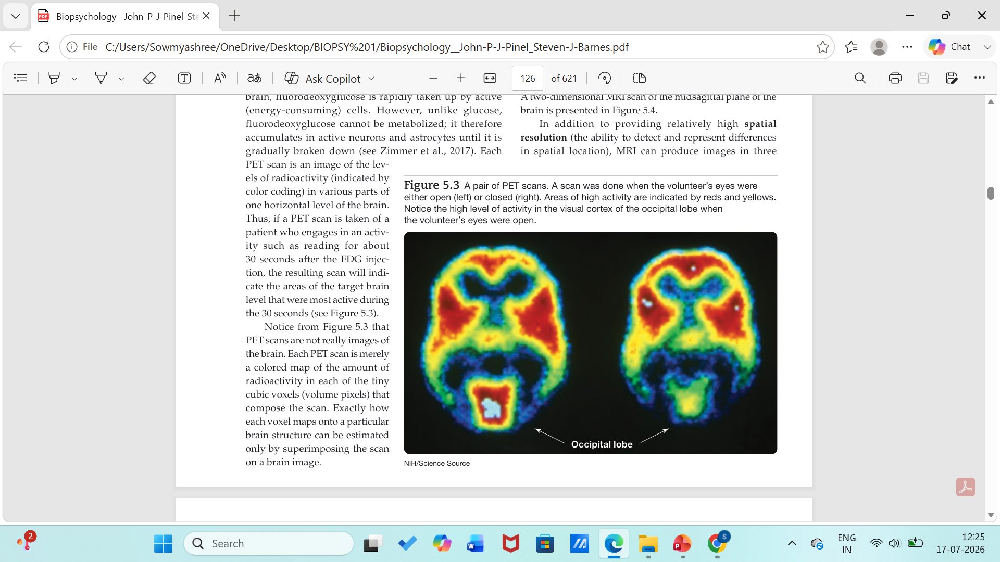 Biopsychology__John-P-J-Pinel_Ste
File
C:/Users/Sowmyashree/OneDrive/Desktop/BIOPSY%201/Biopsychology__John-P-J-Pinel_Steven-J-Barnes.pdf
Chat
Ask Copilot
126
of 621
brain, fluorodeoxyglucose is rapidly taken up by active
(energy-consuming) cells. However, unlike glucose,
fluorodeoxyglucose cannot be metabolized; it therefore
accumulates in active neurons and astrocytes until it is
gradually broken down (see Zimmer et al., 2017). Each
PET scan is an image of the lev-
els of radioactivity (indicated by
color coding) in various parts of
one horizontal level of the brain.
Thus, if a PET scan is taken of a
patient who engages in an activ-
ity such as reading for about
30 seconds after the FDG injec-
tion, the resulting scan will indi-
cate the areas of the target brain
level that were most active during
the 30 seconds (see Figure 5.3).
Notice from Figure 5.3 that
PET scans are not really images of
the brain. Each PET scan is merely
a colored map of the amount of
radioactivity in each of the tiny
cubic voxels (volume pixels) that
compose the scan. Exactly how
each voxel maps onto a particular
brain structure can be estimated
only by superimposing the scan
on a brain image.
A two-dimensional MRI scan of the midsagittal plane of the
brain is presented in Figure 5.4.
In addition to providing relatively high spatial
resolution (the ability to detect and represent differences
in spatial location), MRI can produce images in three
Figure 5.3 A pair of PET scans. A scan was done when the volunteer's eyes were
either open (left) or closed (right). Areas of high activity are indicated by reds and yellows.
Notice the high level of activity in the visual cortex of the occipital lobe when
the volunteer's eyes were open.
Occipital lobe
NIH/Science Source
2
Search
S
ENG
IN
12:25
17-07-2026